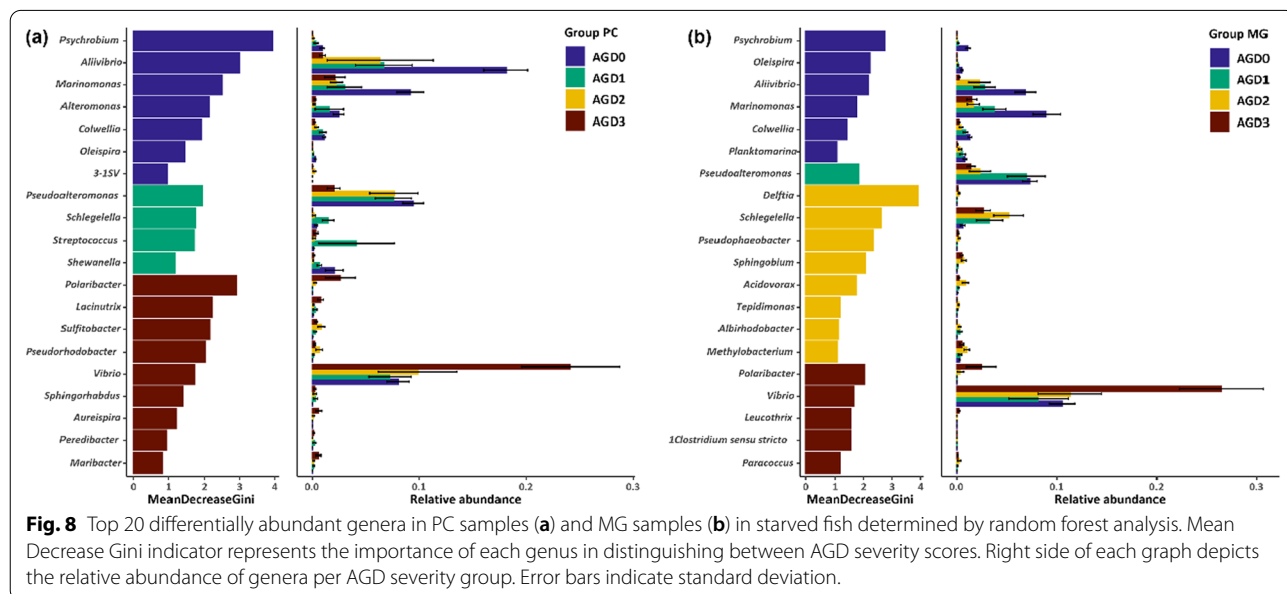 (a)
Group PC
AGD0
AGD1
AGD2
AGD3
Psychrobium
Aliivibrio
Marinomonas
Alteromonas
Colwellia
Oleispira
3-1SV
Pseudoalteromonas
Schlegelella
Streptococcus
Shewanella
Polaribacter
Lacinutrix
Sulfitobacter
Pseudorhodobacter
Vibrio
Sphingorhabdus
Aureispira
Peredibacter
Maribacter
0 1 2 3 4
MeanDecreaseGini
0.0 0.1 0.2 0.3
Relative abundance
(b)
Group MG
AGD0
AGD1
AGD2
AGD3
Psychrobium
Oleispira
Aliivibrio
Marinomonas
Colwellia
Planktomarina
Pseudoalteromonas
Delftia
Schlegelella
Pseudophaeobacter
Sphingobium
Acidovorax
Tepidimonas
Albirhodobacter
Methylobacterium
Polaribacter
Vibrio
Leucothrix
1Clostridium sensu stricto
Paracoccus
0 1 2 3 4
MeanDecreaseGini
0.0 0.1 0.2 0.3
Relative abundance
Fig. 8 Top 20 differentially abundant genera in PC samples (a) and MG samples (b) in starved fish determined by random forest analysis. Mean
Decrease Gini indicator represents the importance of each genus in distinguishing between AGD severity scores. Right side of each graph depicts
the relative abundance of genera per AGD severity group. Error bars indicate standard deviation.